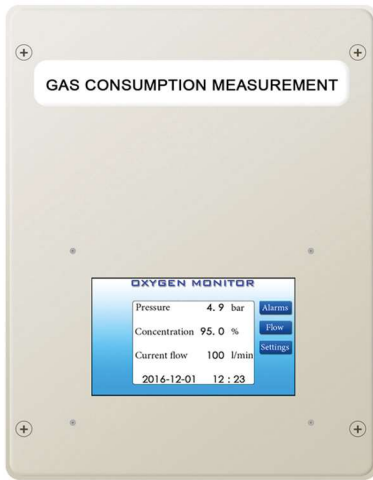 GAS CONSUMPTION MEASUREMENT
OXYGEN MONITOR
Pressure 4.9 bar
Alarms
Concentration 95.0 %
Flow
Current flow 100 l/min
Settings
2016-12-01 12:23